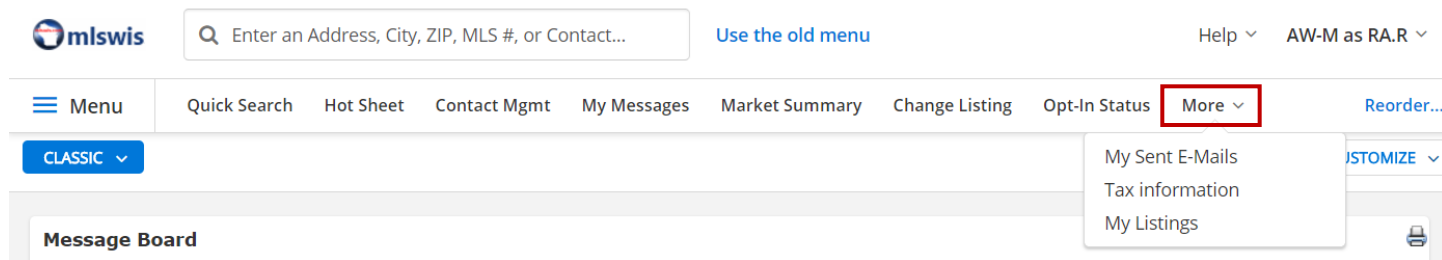 mlswis Enter an Address, City, ZIP, MLS #, or Contact... Use the old menu Help AW-M as RA.R
Menu Quick Search Hot Sheet Contact Mgmt My Messages Market Summary Change Listing Opt-In Status More Reorder...
CLASSIC USTOMIZE
My Sent E-Mails
Tax information
My Listings
Message Board